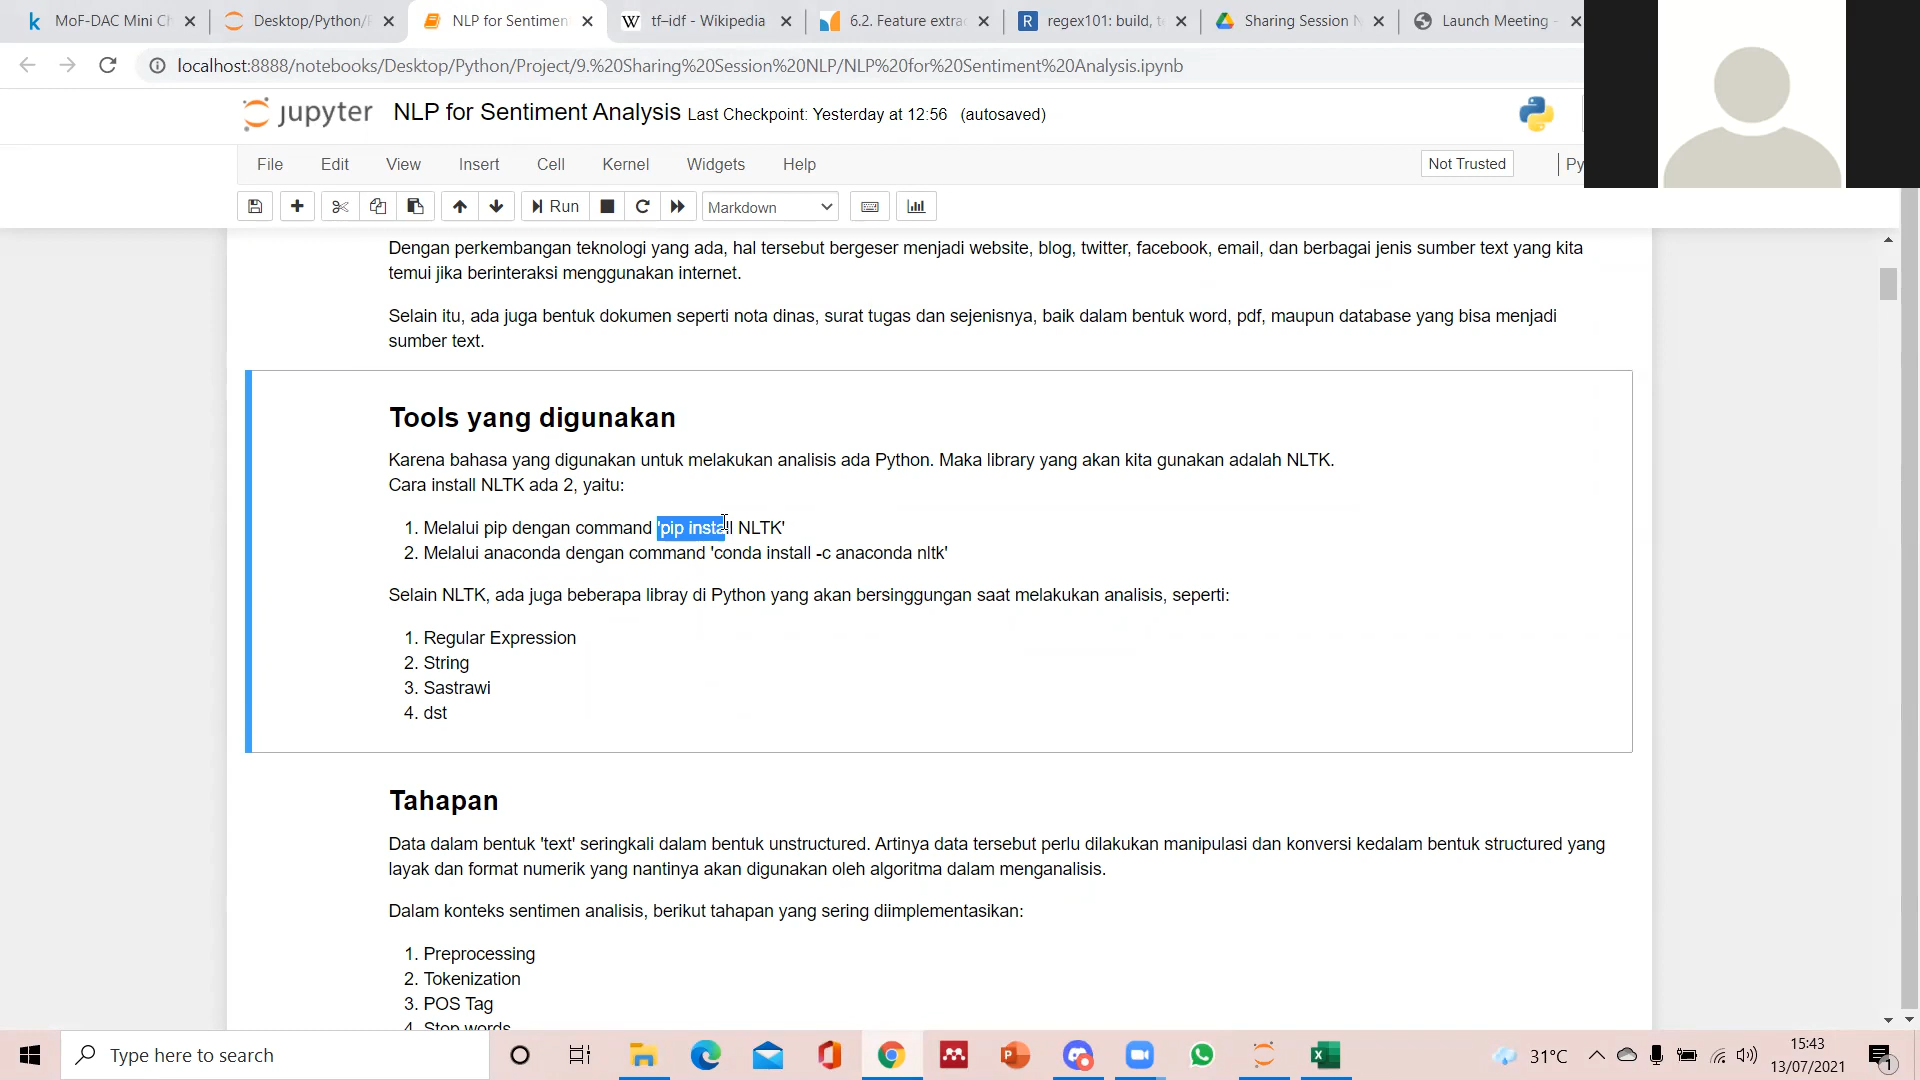 MoF-DAC Mini Ch
Desktop/Python/P
NLP for Sentiment
W tf–idf - Wikipedia
6.2. Feature extrac
R regex101: build, te
Sharing Session N
Launch Meeting -
localhost:8888/notebooks/Desktop/Python/Project/9.%20Sharing%20Session%20NLP/NLP%20for%20Sentiment%20Analysis.ipynb
jupyter NLP for Sentiment Analysis Last Checkpoint: Yesterday at 12:56 (autosaved)
File Edit View Insert Cell Kernel Widgets Help Not Trusted Py
Run Markdown
Dengan perkembangan teknologi yang ada, hal tersebut bergeser menjadi website, blog, twitter, facebook, email, dan berbagai jenis sumber text yang kita
temui jika berinteraksi menggunakan internet.
Selain itu, ada juga bentuk dokumen seperti nota dinas, surat tugas dan sejenisnya, baik dalam bentuk word, pdf, maupun database yang bisa menjadi
sumber text.
Tools yang digunakan
Karena bahasa yang digunakan untuk melakukan analisis ada Python. Maka library yang akan kita gunakan adalah NLTK.
Cara install NLTK ada 2, yaitu:
1. Melalui pip dengan command 'pip install NLTK'
2. Melalui anaconda dengan command 'conda install -c anaconda nltk'
Selain NLTK, ada juga beberapa libray di Python yang akan bersinggungan saat melakukan analisis, seperti:
1. Regular Expression
2. String
3. Sastrawi
4. dst
Tahapan
Data dalam bentuk 'text' seringkali dalam bentuk unstructured. Artinya data tersebut perlu dilakukan manipulasi dan konversi kedalam bentuk structured yang
layak dan format numerik yang nantinya akan digunakan oleh algoritma dalam menganalisis.
Dalam konteks sentimen analisis, berikut tahapan yang sering diimplementasikan:
1. Preprocessing
2. Tokenization
3. POS Tag
4. Stop words
Type here to search
31°C
15:43
13/07/2021
1